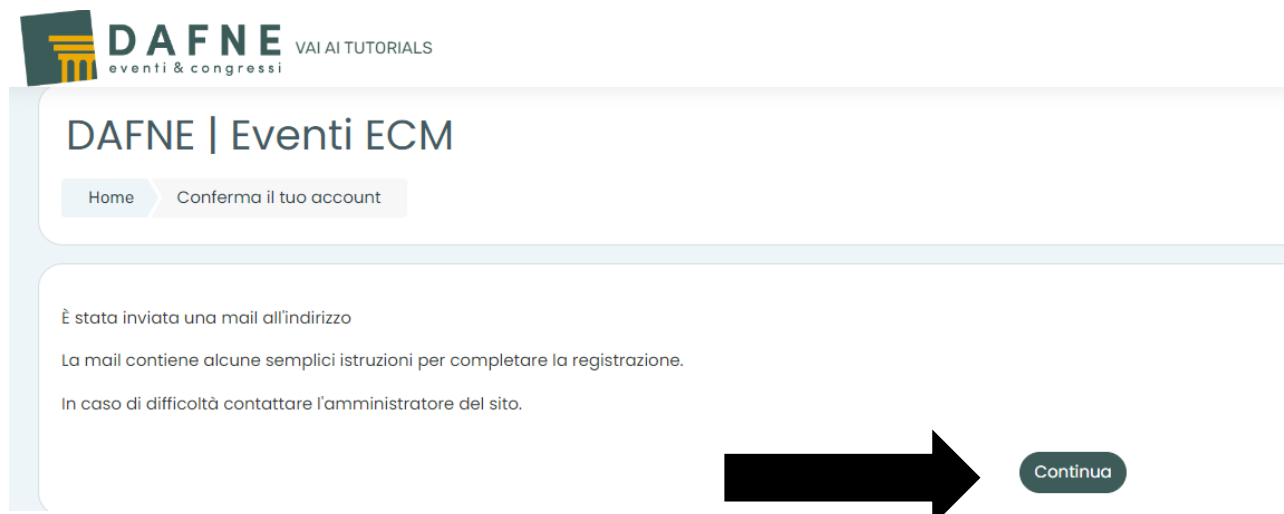 DAFNE
eventi & congressi
VAI AI TUTORIALS
DAFNE | Eventi ECM
Home
Conferma il tuo account
È stata inviata una mail all'indirizzo
La mail contiene alcune semplici istruzioni per completare la registrazione.
In caso di difficoltà contattare l'amministratore del sito.
Continua